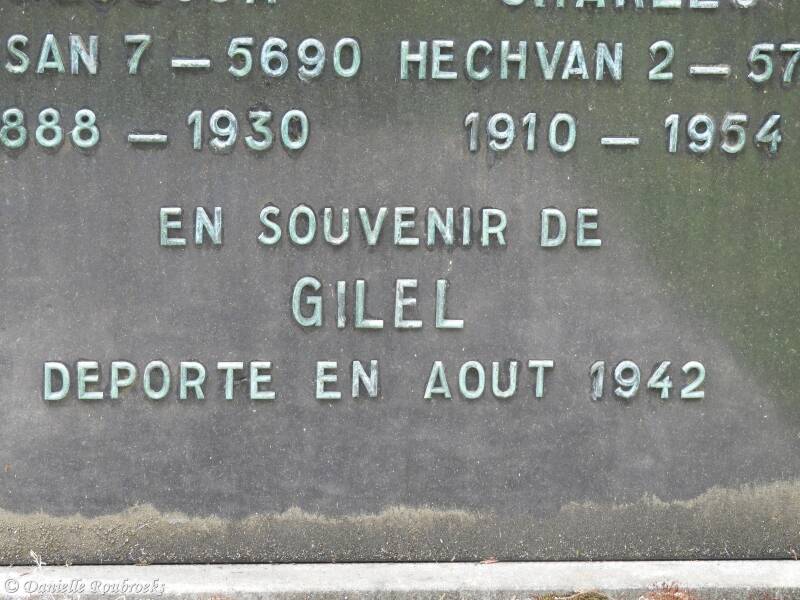 CHARLES
SAN 7 – 5690 HECHVAN 2 – 57
888 – 1930 1910 – 1954
EN SOUVENIR DE
GILEL
DEPORTE EN AOUT 1942
© Danielle Roubroeks